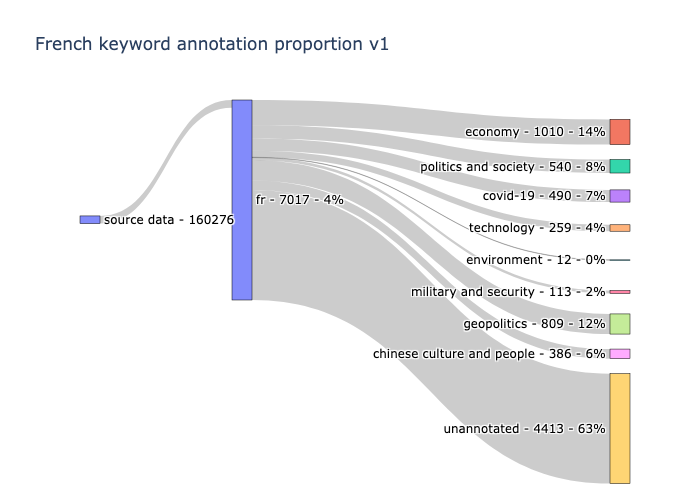 French keyword annotation proportion v1
economy - 1010 - 14%
politics and society - 540 - 8%
covid-19 - 490 - 7%
fr - 7017 - 4%
source data - 160276
technology - 259 - 4%
environment - 12 - 0%
military and security - 113 - 2%
geopolitics - 809 - 12%
chinese culture and people - 386 - 6%
unannotated - 4413 - 63%